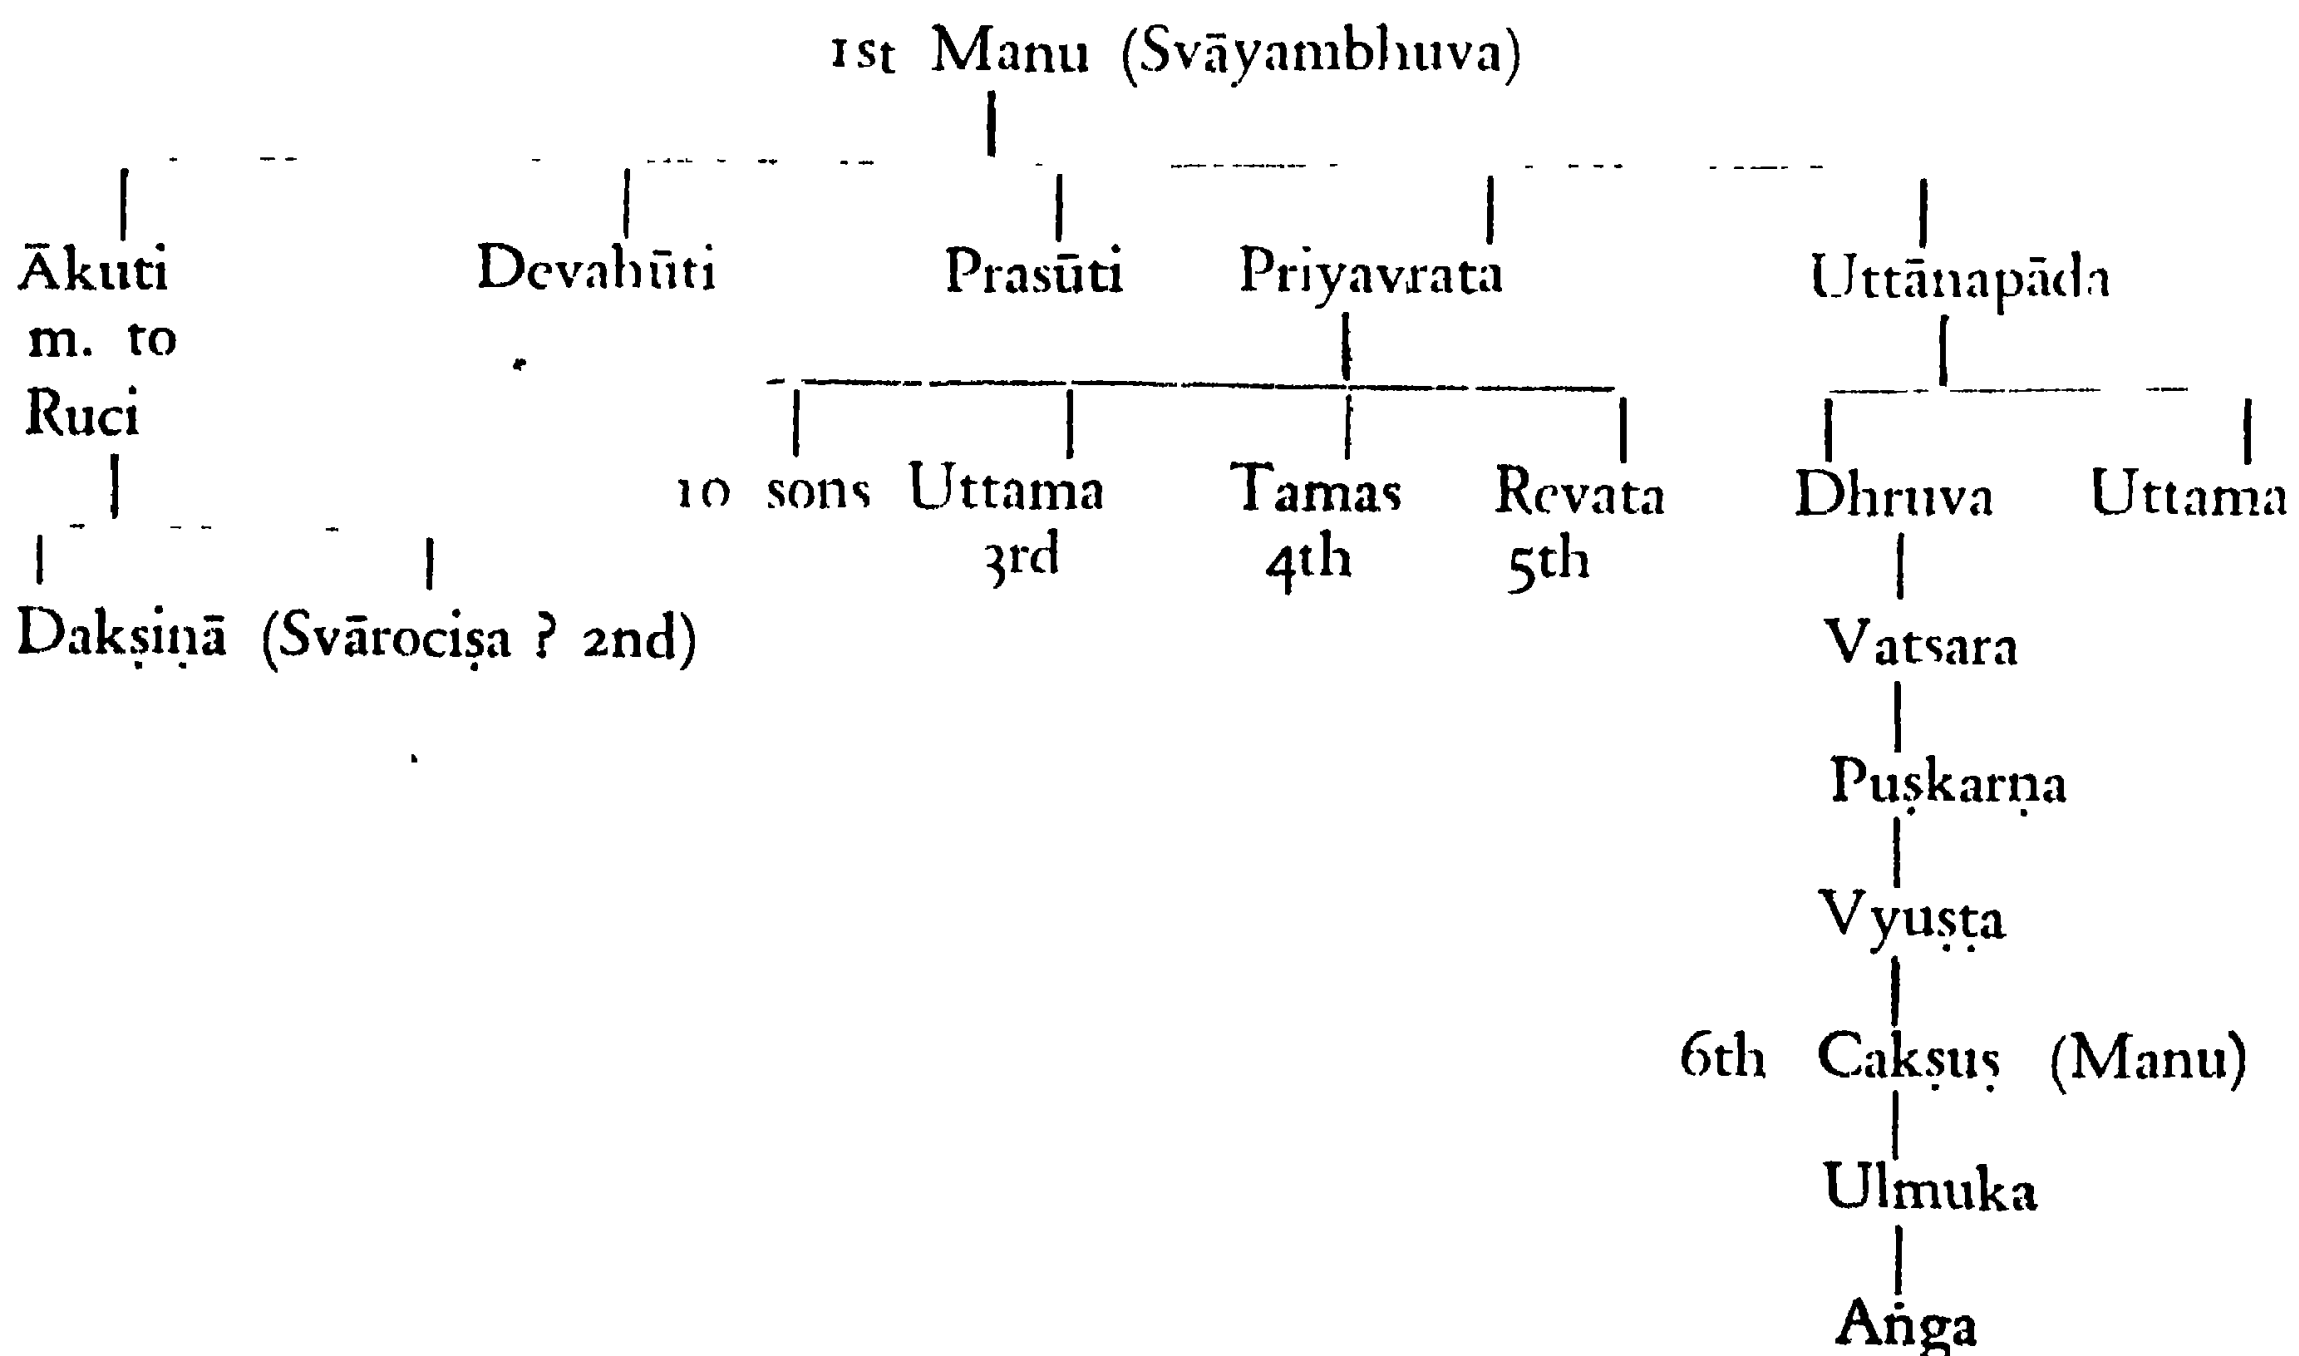 1st Manu (Svāyambhuva)
Ākuti Devahūti Prasūti Priyavrata Uttānapāda
m. to
Ruci
10 sons Uttama Tamas Revata Dhruva Uttama
3rd 4th 5th
Dakṣiṇā (Svārociṣa ? 2nd)
Vatsara
Puṣkarṇa
Vyuṣṭa
6th Cakṣuṣ (Manu)
Ulmuka
Aṅga